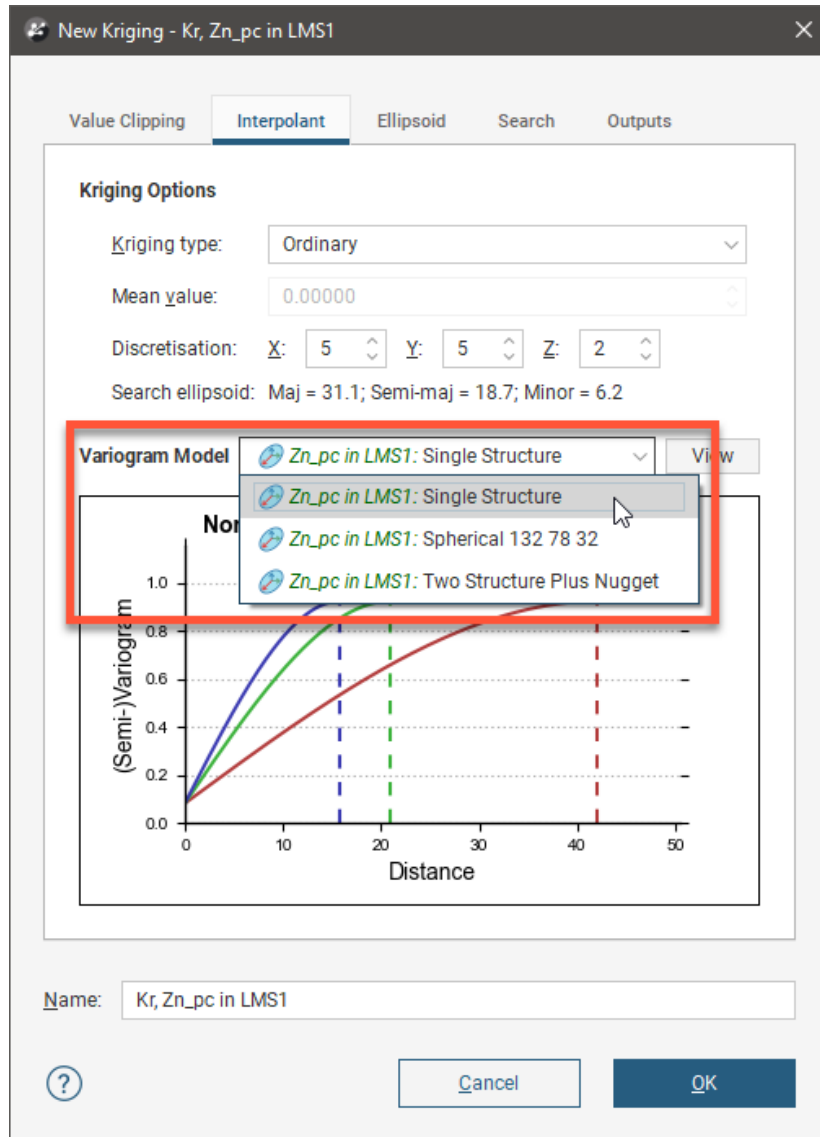 New Kriging - Kr, Zn_pc in LMS1
Value Clipping Interpolant Ellipsoid Search Outputs
Kriging Options
Kriging type: Ordinary
Mean value: 0.00000
Discretisation: X: 5 Y: 5 Z: 2
Search ellipsoid: Maj = 31.1; Semi-maj = 18.7; Minor = 6.2
Variogram Model Zn_pc in LMS1: Single Structure View
Zn_pc in LMS1: Single Structure
Zn_pc in LMS1: Spherical 132 78 32
Zn_pc in LMS1: Two Structure Plus Nugget
1.0
0.8
0.6
0.4
0.2
0.0
(Semi-)Variogram
0 10 20 30 40 50
Distance
Name: Kr, Zn_pc in LMS1
? Cancel OK